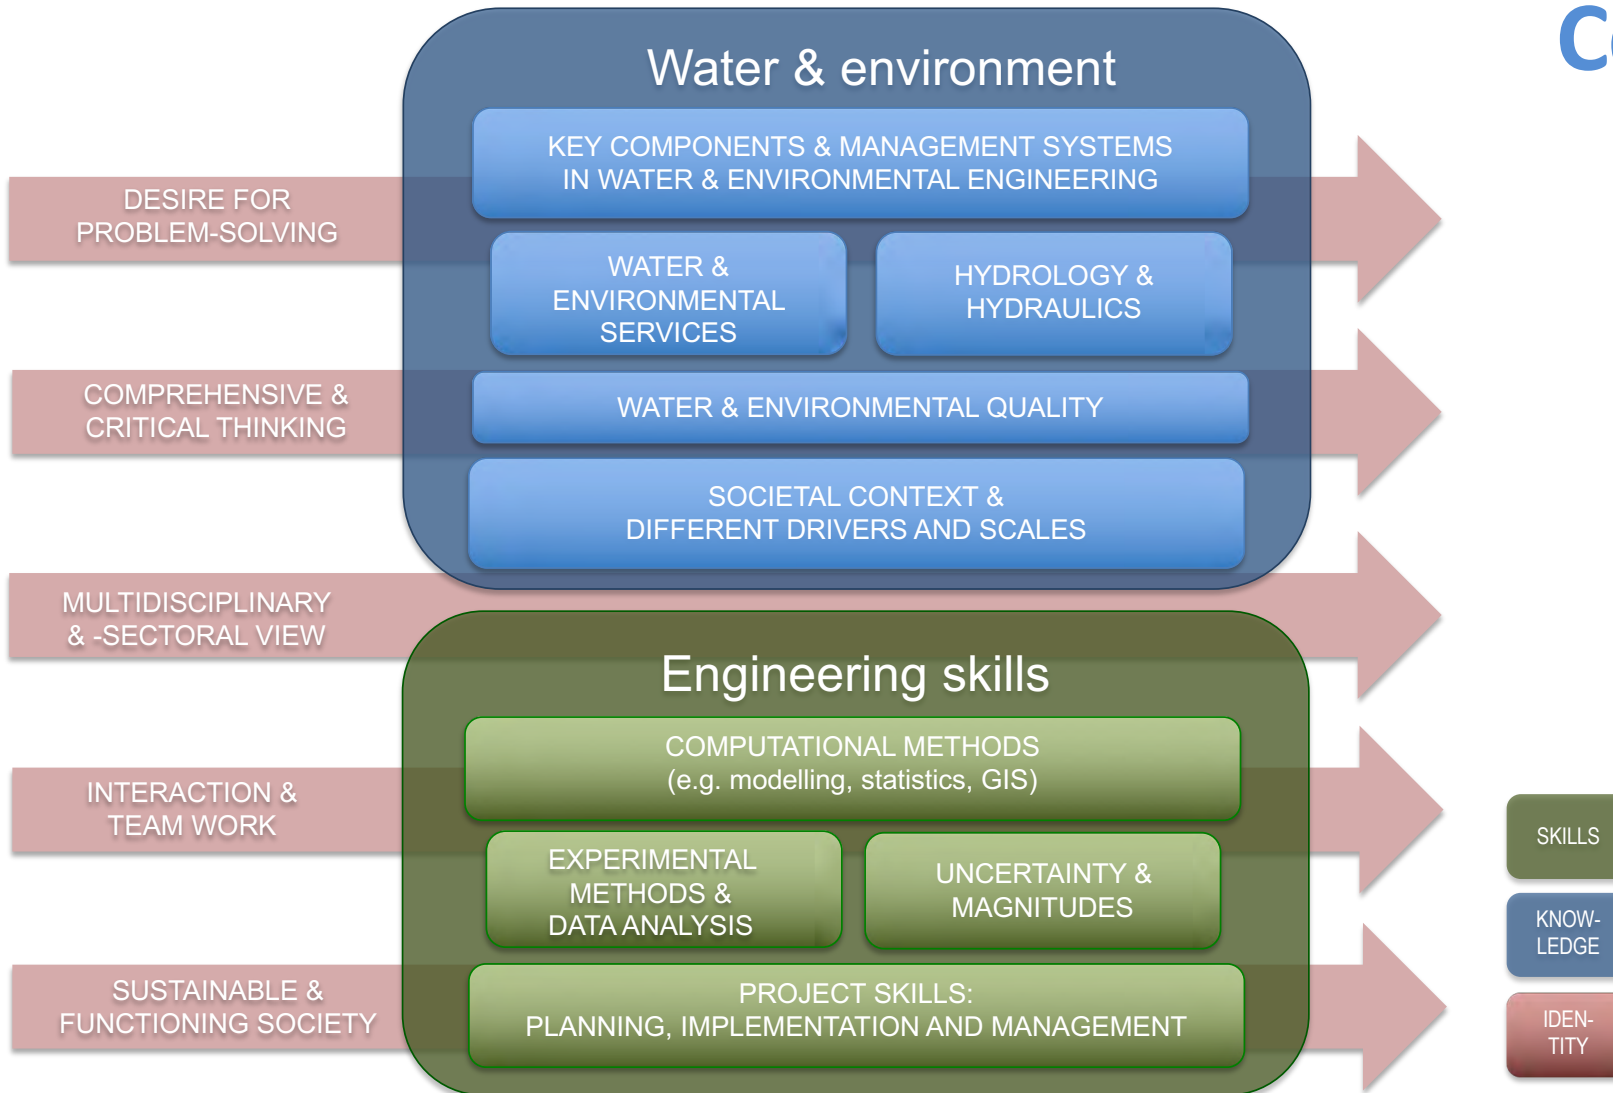 Water & environment
KEY COMPONENTS & MANAGEMENT SYSTEMS
IN WATER & ENVIRONMENTAL ENGINEERING
DESIRE FOR
PROBLEM-SOLVING
WATER &
ENVIRONMENTAL
SERVICES
HYDROLOGY &
HYDRAULICS
COMPREHENSIVE &
CRITICAL THINKING
WATER & ENVIRONMENTAL QUALITY
SOCIETAL CONTEXT &
DIFFERENT DRIVERS AND SCALES
MULTIDISCIPLINARY
& -SECTORAL VIEW
Engineering skills
COMPUTATIONAL METHODS
(e.g. modelling, statistics, GIS)
INTERACTION &
TEAM WORK
EXPERIMENTAL
METHODS &
DATA ANALYSIS
UNCERTAINTY &
MAGNITUDES
SUSTAINABLE &
FUNCTIONING SOCIETY
PROJECT SKILLS:
PLANNING, IMPLEMENTATION AND MANAGEMENT
SKILLS
KNOW-
LEDGE
IDEN-
TITY